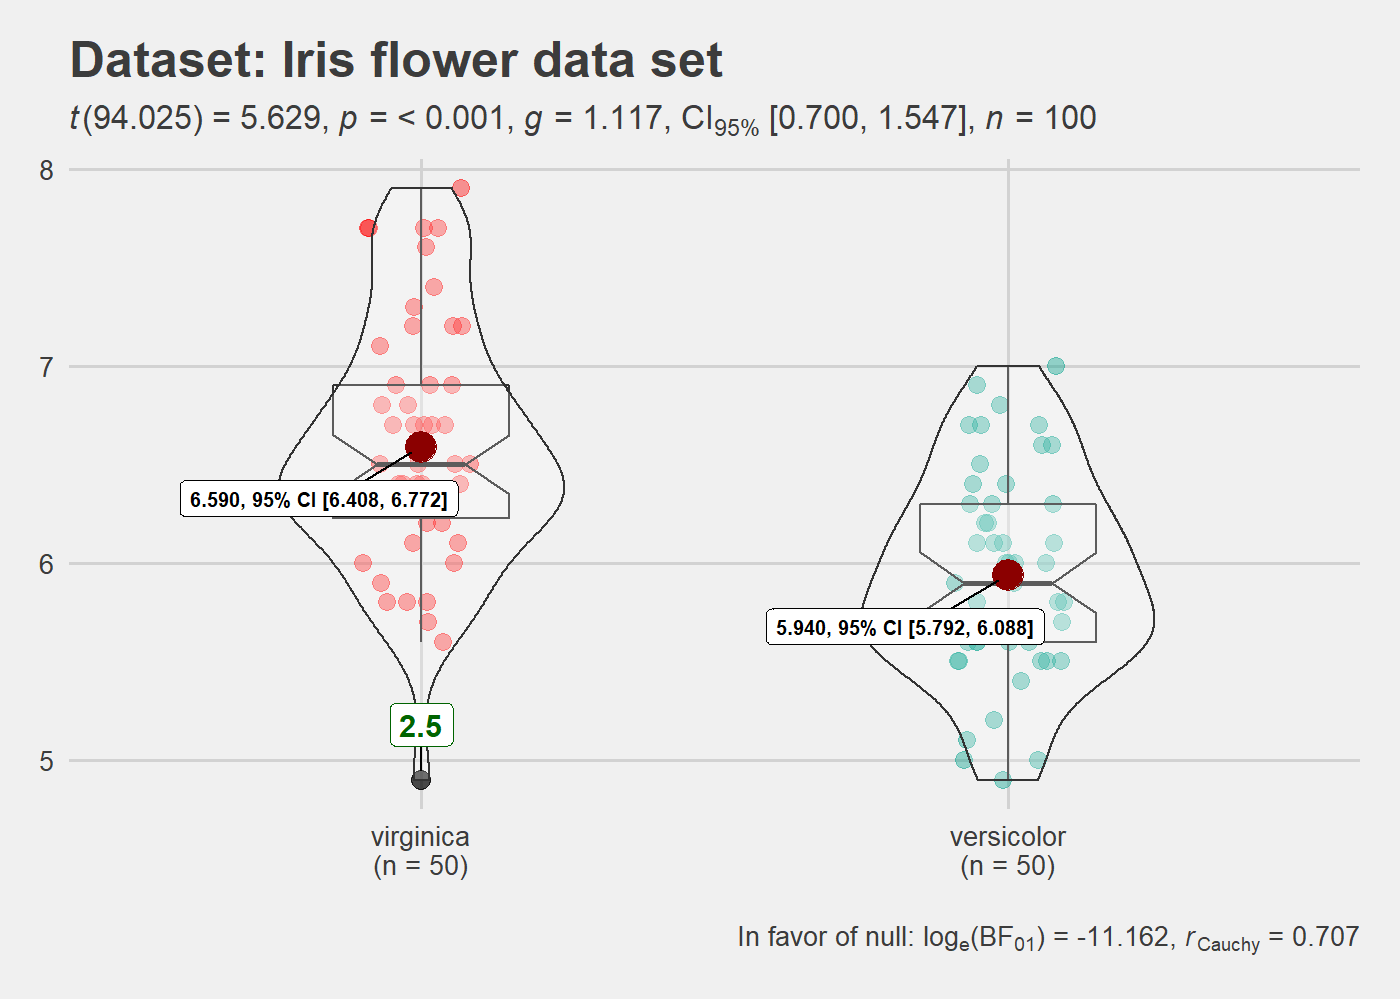 Dataset: Iris flower data set
t(94.025) = 5.629, p = < 0.001, g = 1.117, CI95% [0.700, 1.547], n = 100
8
7
6
5
6.590, 95% CI [6.408, 6.772]
5.940, 95% CI [5.792, 6.088]
2.5
virginica
(n = 50)
versicolor
(n = 50)
In favor of null: loge(BF01) = -11.162, rCauchy = 0.707